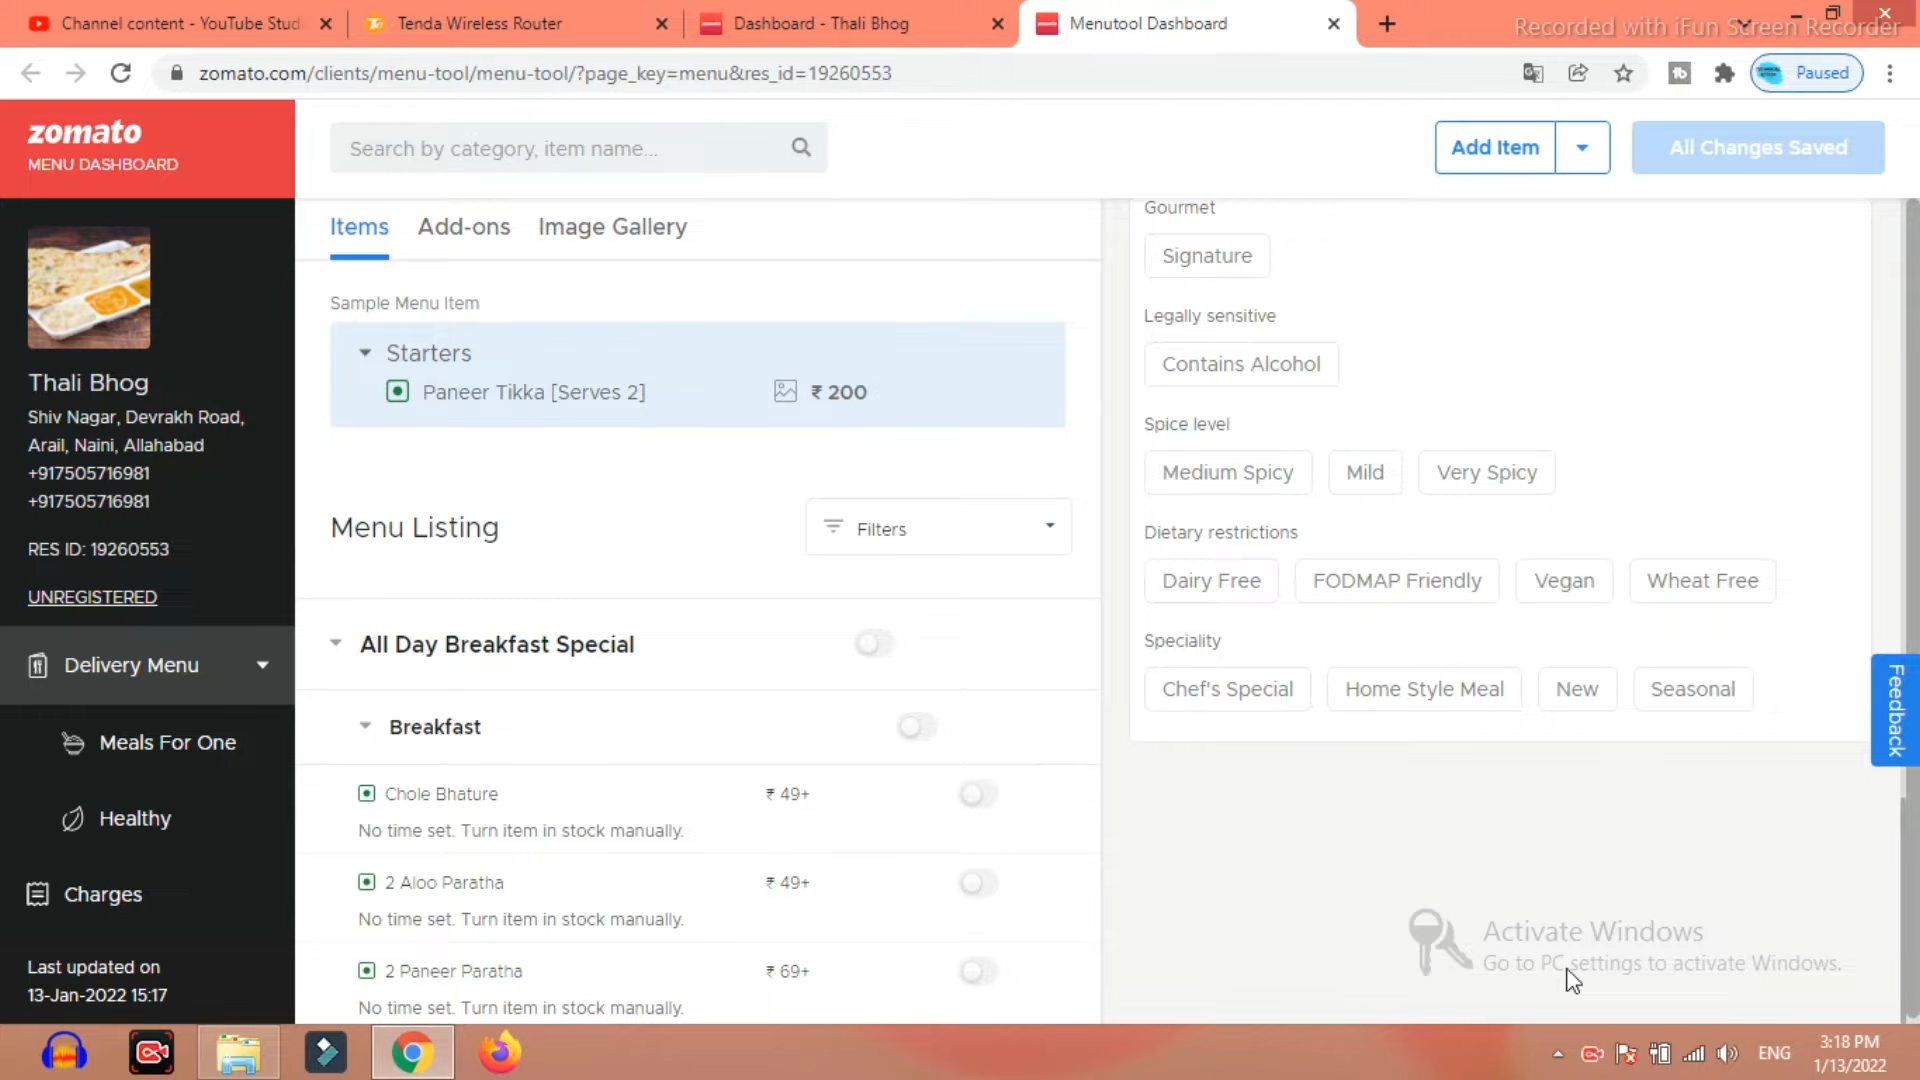 Channel content - YouTube Stud
Tenda Wireless Router
Dashboard - Thali Bhog
Menutool Dashboard
Recorded with iFun Screen Recorder
zomato.com/clients/menu-tool/menu-tool/?page_key=menu&res_id=19260553
Paused
zomato
MENU DASHBOARD
Search by category, item name...
Add Item
All Changes Saved
Thali Bhog
Shiv Nagar, Devrakh Road,
Arail, Naini, Allahabad
+917505716981
+917505716981
RES ID: 19260553
UNREGISTERED
Delivery Menu
Meals For One
Healthy
Charges
Last updated on
13-Jan-2022 15:17
Items
Add-ons
Image Gallery
Sample Menu Item
Starters
Paneer Tikka [Serves 2]
₹ 200
Menu Listing
Filters
All Day Breakfast Special
Breakfast
Chole Bhature
₹ 49+
No time set. Turn item in stock manually.
2 Aloo Paratha
₹ 49+
No time set. Turn item in stock manually.
2 Paneer Paratha
₹ 69+
No time set. Turn item in stock manually.
Gourmet
Signature
Legally sensitive
Contains Alcohol
Spice level
Medium Spicy
Mild
Very Spicy
Dietary restrictions
Dairy Free
FODMAP Friendly
Vegan
Wheat Free
Speciality
Chef's Special
Home Style Meal
New
Seasonal
Feedback
Activate Windows
Go to PC settings to activate Windows.
ENG
3:18 PM
1/13/2022